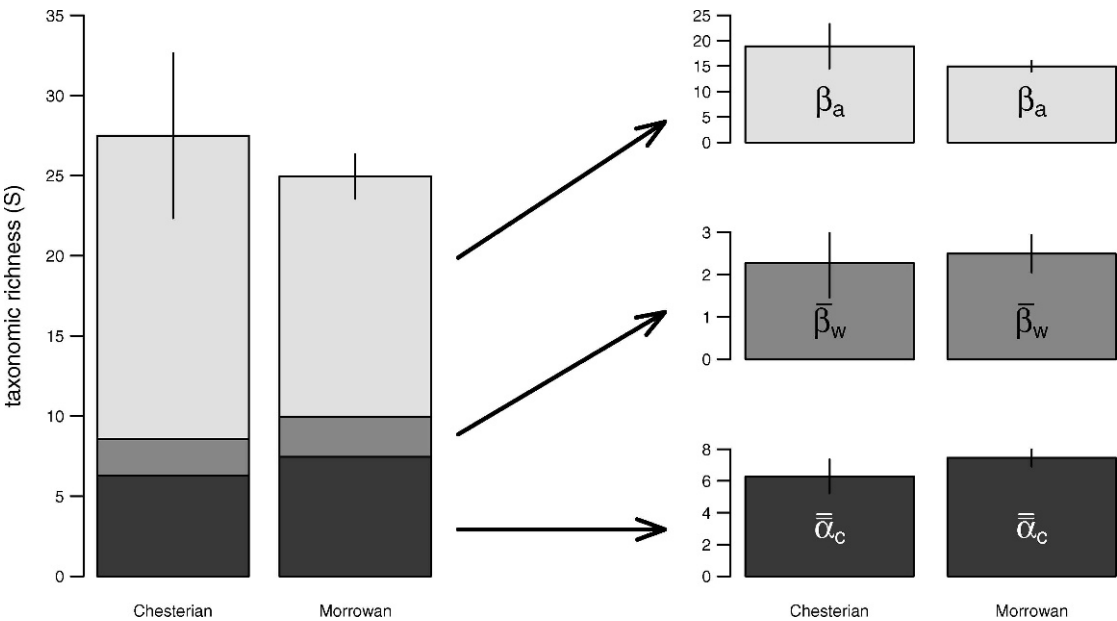 taxonomic richness (S)
35
30
25
20
15
10
5
0
Chesterian
Morrowan
25
20
15
10
5
0
βₐ
βₐ
3
2
1
0
β̅w
β̅w
8
6
4
2
0
α̿c
α̿c
Chesterian
Morrowan